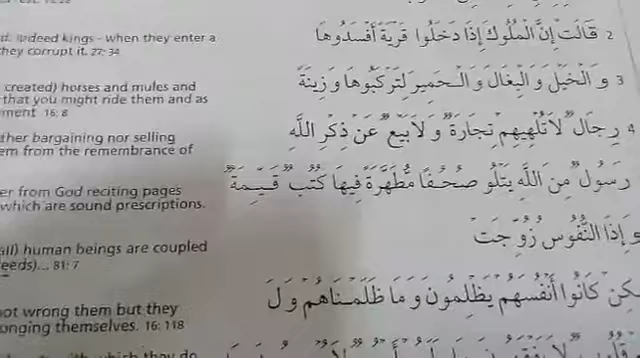 d. Indeed kings - when they enter a
they corrupt it. 27: 34
2 قَالَتْ إِنَّ الْمُلُوكَ إِذَا دَخَلُوا قَرْيَةً أَفْسَدُوهَا
created) horses and mules and
that you might ride them and as
ment 16: 8
3 وَ الْخَيْلَ وَ الْبِغَالَ وَ الْحَمِيرَ لِتَرْكَبُوهَا وَ زِينَةً
ther bargaining nor selling
em from the remembrance of
4 رِجَالٌ لَا تُلْهِيهِمْ تِجَارَةٌ وَ لَا بَيْعٌ عَنْ ذِكْرِ اللَّهِ
er from God reciting pages
which are sound prescriptions.
رَسُولٌ مِنَ اللَّهِ يَتْلُو صُحُفًا مُّطَهَّرَةً فِيهَا كُتُبٌ قَيِّمَةٌ
all) human beings are coupled
eeds)... 81: 7
وَ إِذَا النُّفُوسُ زُوِّجَتْ
not wrong them but they
onging themselves. 16: 118
وَ مَا ظَلَمْنَاهُمْ وَ لَكِنْ كَانُوا أَنْفُسَهُمْ يَظْلِمُونَ